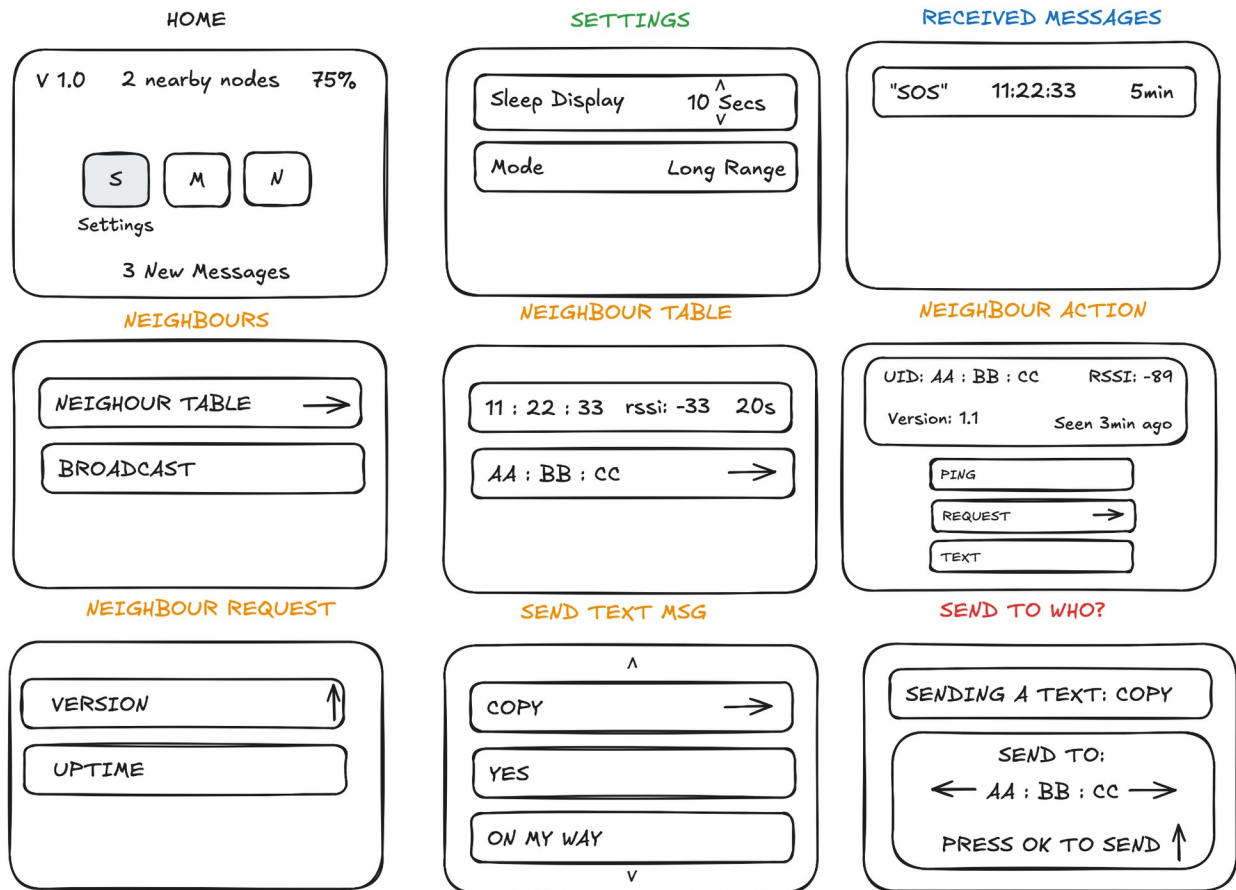 HOME
V 1.0 2 nearby nodes 75%
S M N
Settings
3 New Messages
SETTINGS
^
Sleep Display 10 Secs
v
Mode Long Range
RECEIVED MESSAGES
"SOS" 11:22:33 5min
NEIGHBOURS
NEIGHOUR TABLE →
BROADCAST
NEIGHBOUR TABLE
11 : 22 : 33 rssi: -33 20s
AA : BB : CC →
NEIGHBOUR ACTION
UID: AA : BB : CC RSSI: -89
Version: 1.1 Seen 3min ago
PING
REQUEST →
TEXT
NEIGHBOUR REQUEST
VERSION ↑
UPTIME
SEND TEXT MSG
^
COPY →
YES
ON MY WAY
v
SEND TO WHO?
SENDING A TEXT: COPY
SEND TO:
← AA : BB : CC →
PRESS OK TO SEND ↑